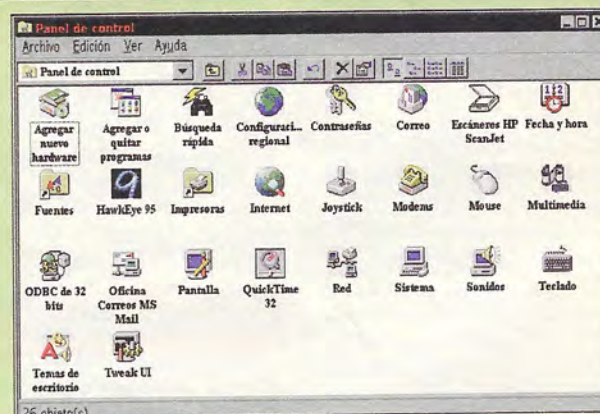 Panel de control
Archivo Edición Ver Ayuda
Panel de control
Agregar nuevo hardware
Agregar o quitar programas
Búsqueda rápida
Configuraci... regional
Contraseñas
Correo
Escáneres HP ScanJet
Fecha y hora
Fuentes
HawkEye 95
Impresoras
Internet
Joystick
Modems
Mouse
Multimedia
ODBC de 32 bits
Oficina Correos MS Mail
Pantalla
QuickTime 32
Red
Sistema
Sonidos
Teclado
Temas de escritorio
Tweak UI
26 objeto(s)